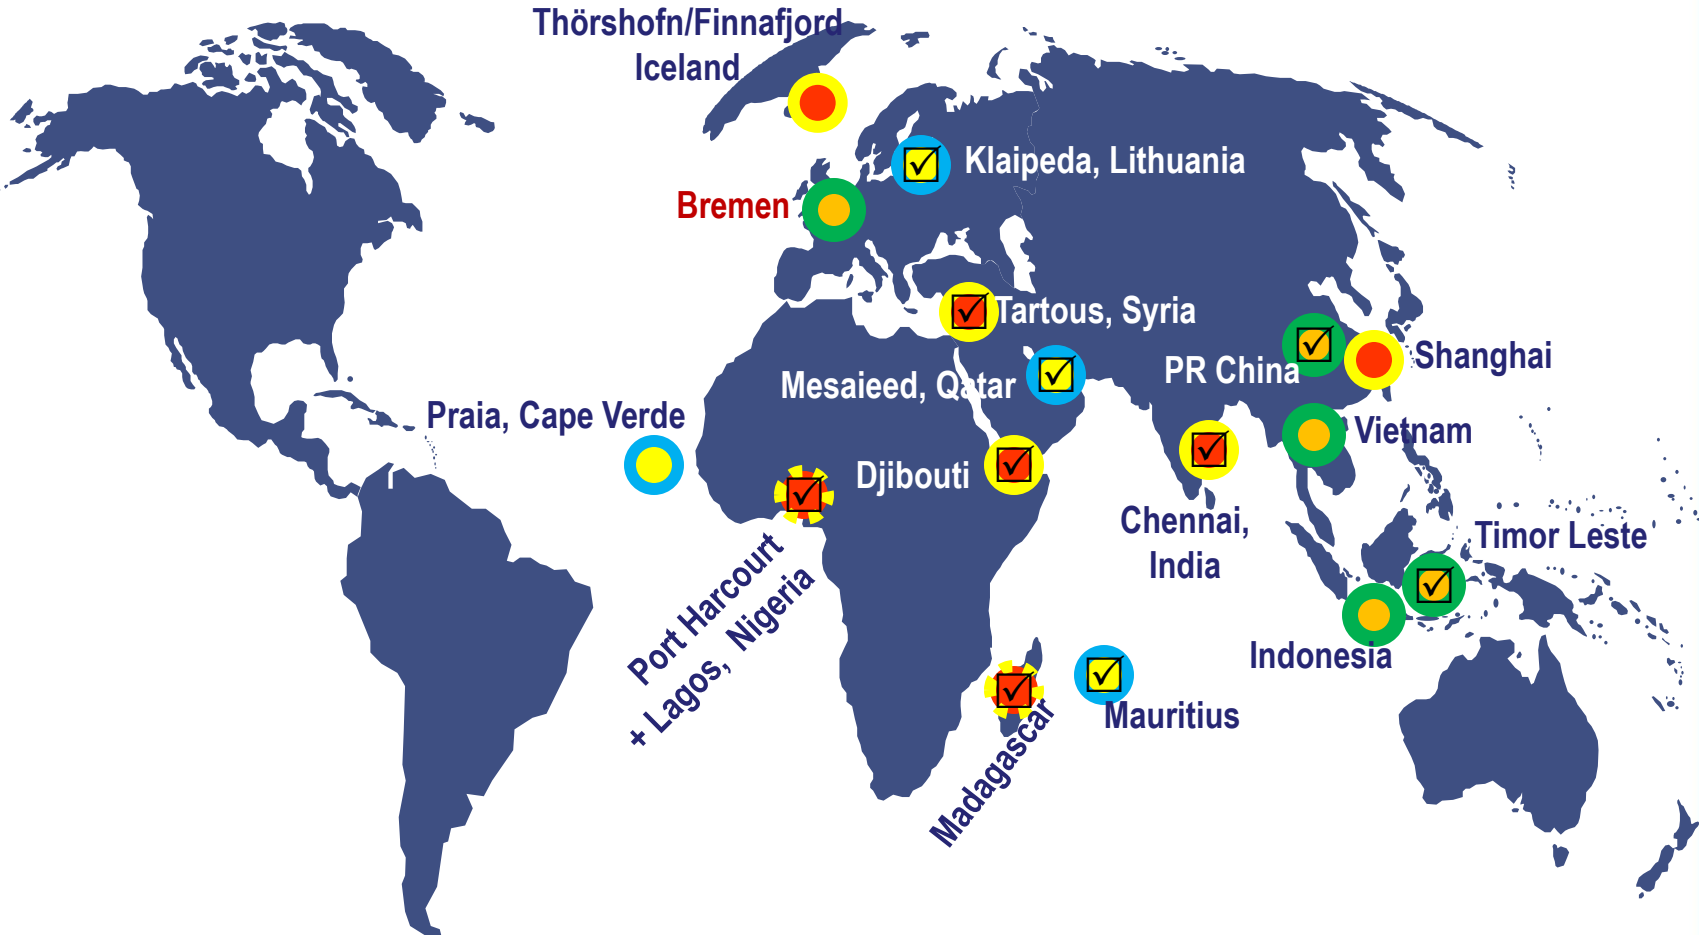 Thörshofn/Finnafjord
Iceland
Klaipeda, Lithuania
Bremen
Tartous, Syria
Shanghai
PR China
Mesaieed, Qatar
Praia, Cape Verde
Vietnam
Djibouti
Chennai,
India
Timor Leste
Port Harcourt
+ Lagos, Nigeria
Indonesia
Mauritius
Madagascar